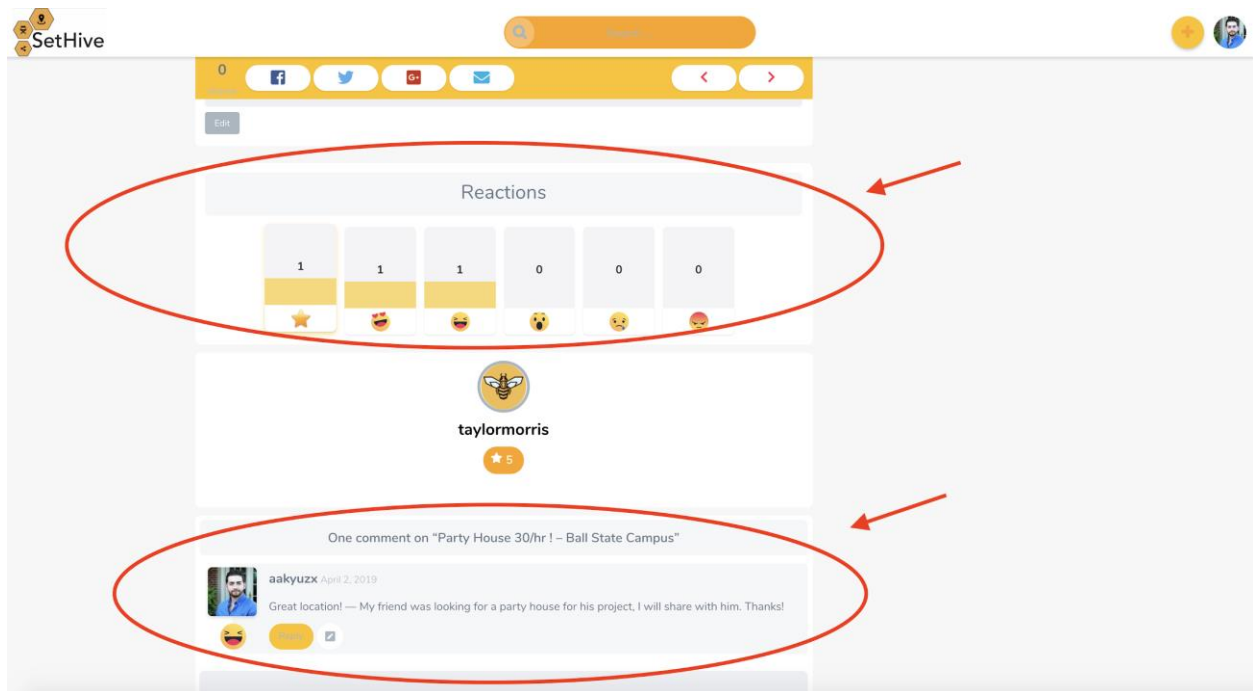 SetHive
Search...
0
G+
Edit
Reactions
1
1
1
0
0
0
taylormorris
5
One comment on “Party House 30/hr ! – Ball State Campus”
aakyuzx April 2, 2019
Great location! — My friend was looking for a party house for his project, I will share with him. Thanks!
Reply